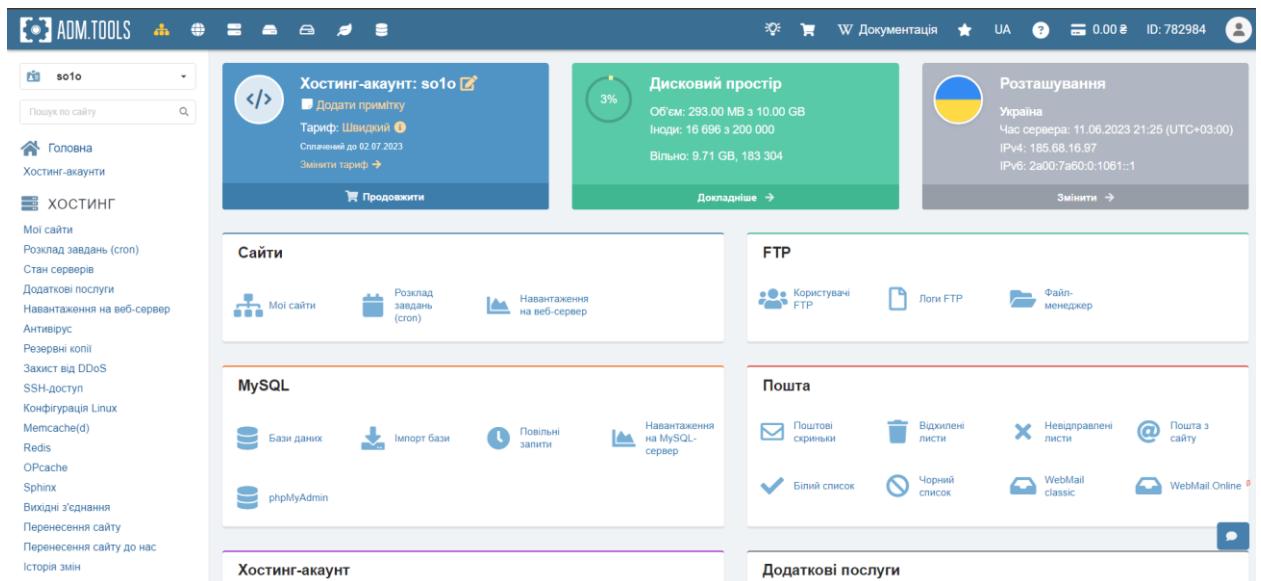 ADM.TOOLS
Документація
UA
0.00 ₴
ID: 782984
so1o
Пошук по сайту
Головна
Хостинг-акаунти
ХОСТИНГ
Мої сайти
Розклад завдань (cron)
Стан серверів
Додаткові послуги
Навантаження на веб-сервер
Антивірус
Резервні копії
Захист від DDoS
SSH-доступ
Конфігурація Linux
Memcache(d)
Redis
OPcache
Sphinx
Вихідні з'єднання
Перенесення сайту
Перенесення сайту до нас
Історія змін
Хостинг-акаунт: so1o
Додати примітку
Тариф: Швидкий
Сплачений до 02.07.2023
Змінити тариф →
Продовжити
3%
Дисковий простір
Об'єм: 293.00 MB з 10.00 GB
Іноди: 16 696 з 200 000
Вільно: 9.71 GB, 183 304
Докладніше →
Розташування
Україна
Час сервера: 11.06.2023 21:25 (UTC+03:00)
IPv4: 185.68.16.97
IPv6: 2a00:7a60:0:1061::1
Змінити →
Сайти
Мої сайти
Розклад
завдань
(cron)
Навантаження
на веб-сервер
FTP
Користувачі
FTP
Логи FTP
Файл-
менеджер
MySQL
Бази даних
Імпорт бази
Повільні
запити
Навантаження
на MySQL-
сервер
phpMyAdmin
Пошта
Поштові
скриньки
Відхилені
листи
Невідправлені
листи
Пошта з
сайту
Білий список
Чорний
список
WebMail
classic
WebMail.Online β
Хостинг-акаунт
Додаткові послуги